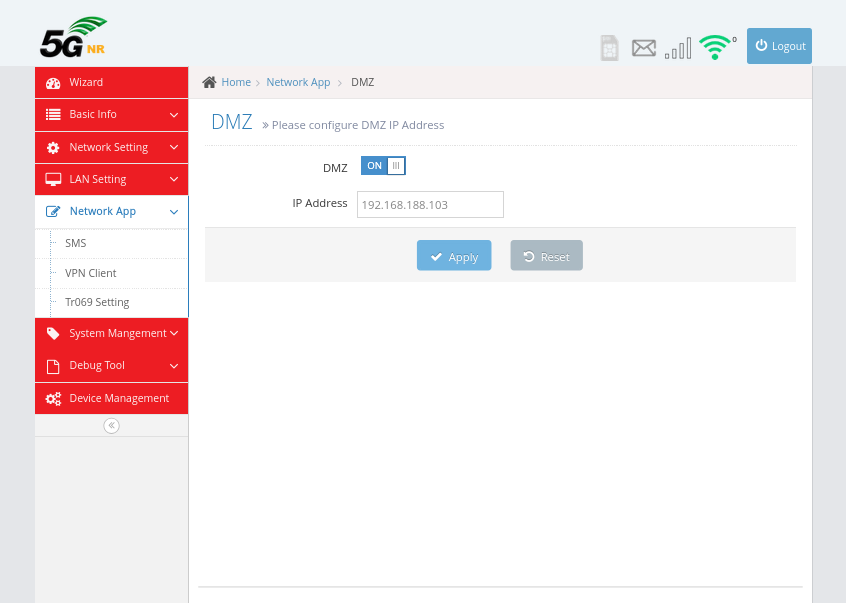 5G NR
0
Logout
Wizard
Basic Info
Network Setting
LAN Setting
Network App
SMS
VPN Client
Tr069 Setting
System Mangement
Debug Tool
Device Management
Home > Network App > DMZ
DMZ » Please configure DMZ IP Address
DMZ ON
IP Address 192.168.188.103
Apply Reset